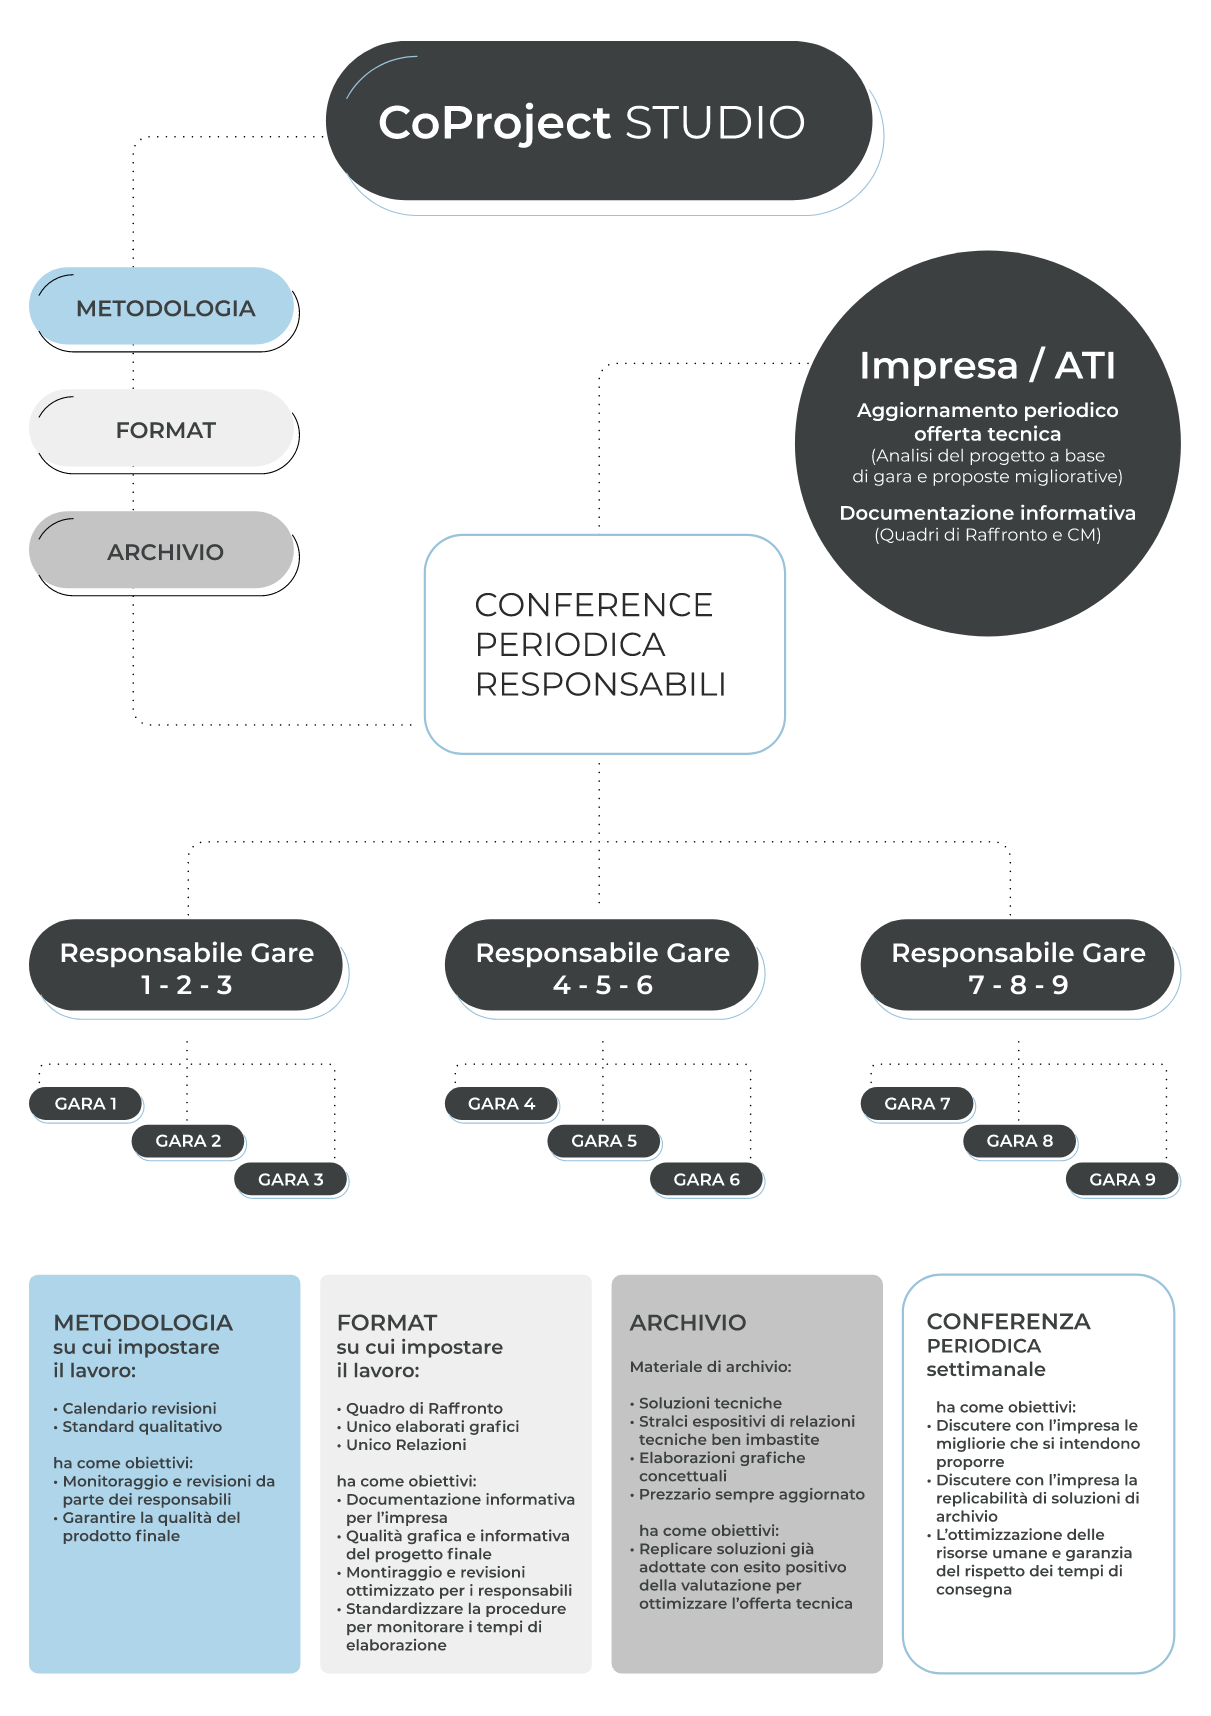 CoProject STUDIO
METODOLOGIA
FORMAT
ARCHIVIO
Impresa / ATI
Aggiornamento periodico
offerta tecnica
(Analisi del progetto a base
di gara e proposte migliorative)
Documentazione informativa
(Quadri di Raffronto e CM)
CONFERENCE
PERIODICA
RESPONSABILI
Responsabile Gare
1 - 2 - 3
Responsabile Gare
4 - 5 - 6
Responsabile Gare
7 - 8 - 9
GARA 1
GARA 2
GARA 3
GARA 4
GARA 5
GARA 6
GARA 7
GARA 8
GARA 9
METODOLOGIA
su cui impostare
il lavoro:
• Calendario revisioni
• Standard qualitativo
ha come obiettivi:
• Monitoraggio e revisioni da
parte dei responsabili
• Garantire la qualità del
prodotto finale
FORMAT
su cui impostare
il lavoro:
• Quadro di Raffronto
• Unico elaborati grafici
• Unico Relazioni
ha come obiettivi:
• Documentazione informativa
per l'impresa
• Qualità grafica e informativa
del progetto finale
• Montiraggio e revisioni
ottimizzato per i responsabili
• Standardizzare la procedure
per monitorare i tempi di
elaborazione
ARCHIVIO
Materiale di archivio:
• Soluzioni tecniche
• Stralci espositivi di relazioni
tecniche ben imbastite
• Elaborazioni grafiche
concettuali
• Prezzario sempre aggiornato
ha come obiettivi:
• Replicare soluzioni già
adottate con esito positivo
della valutazione per
ottimizzare l'offerta tecnica
CONFERENZA
PERIODICA
settimanale
ha come obiettivi:
• Discutere con l'impresa le
migliorie che si intendono
proporre
• Discutere con l'impresa la
replicabilità di soluzioni di
archivio
• L'ottimizzazione delle
risorse umane e garanzia
del rispetto dei tempi di
consegna